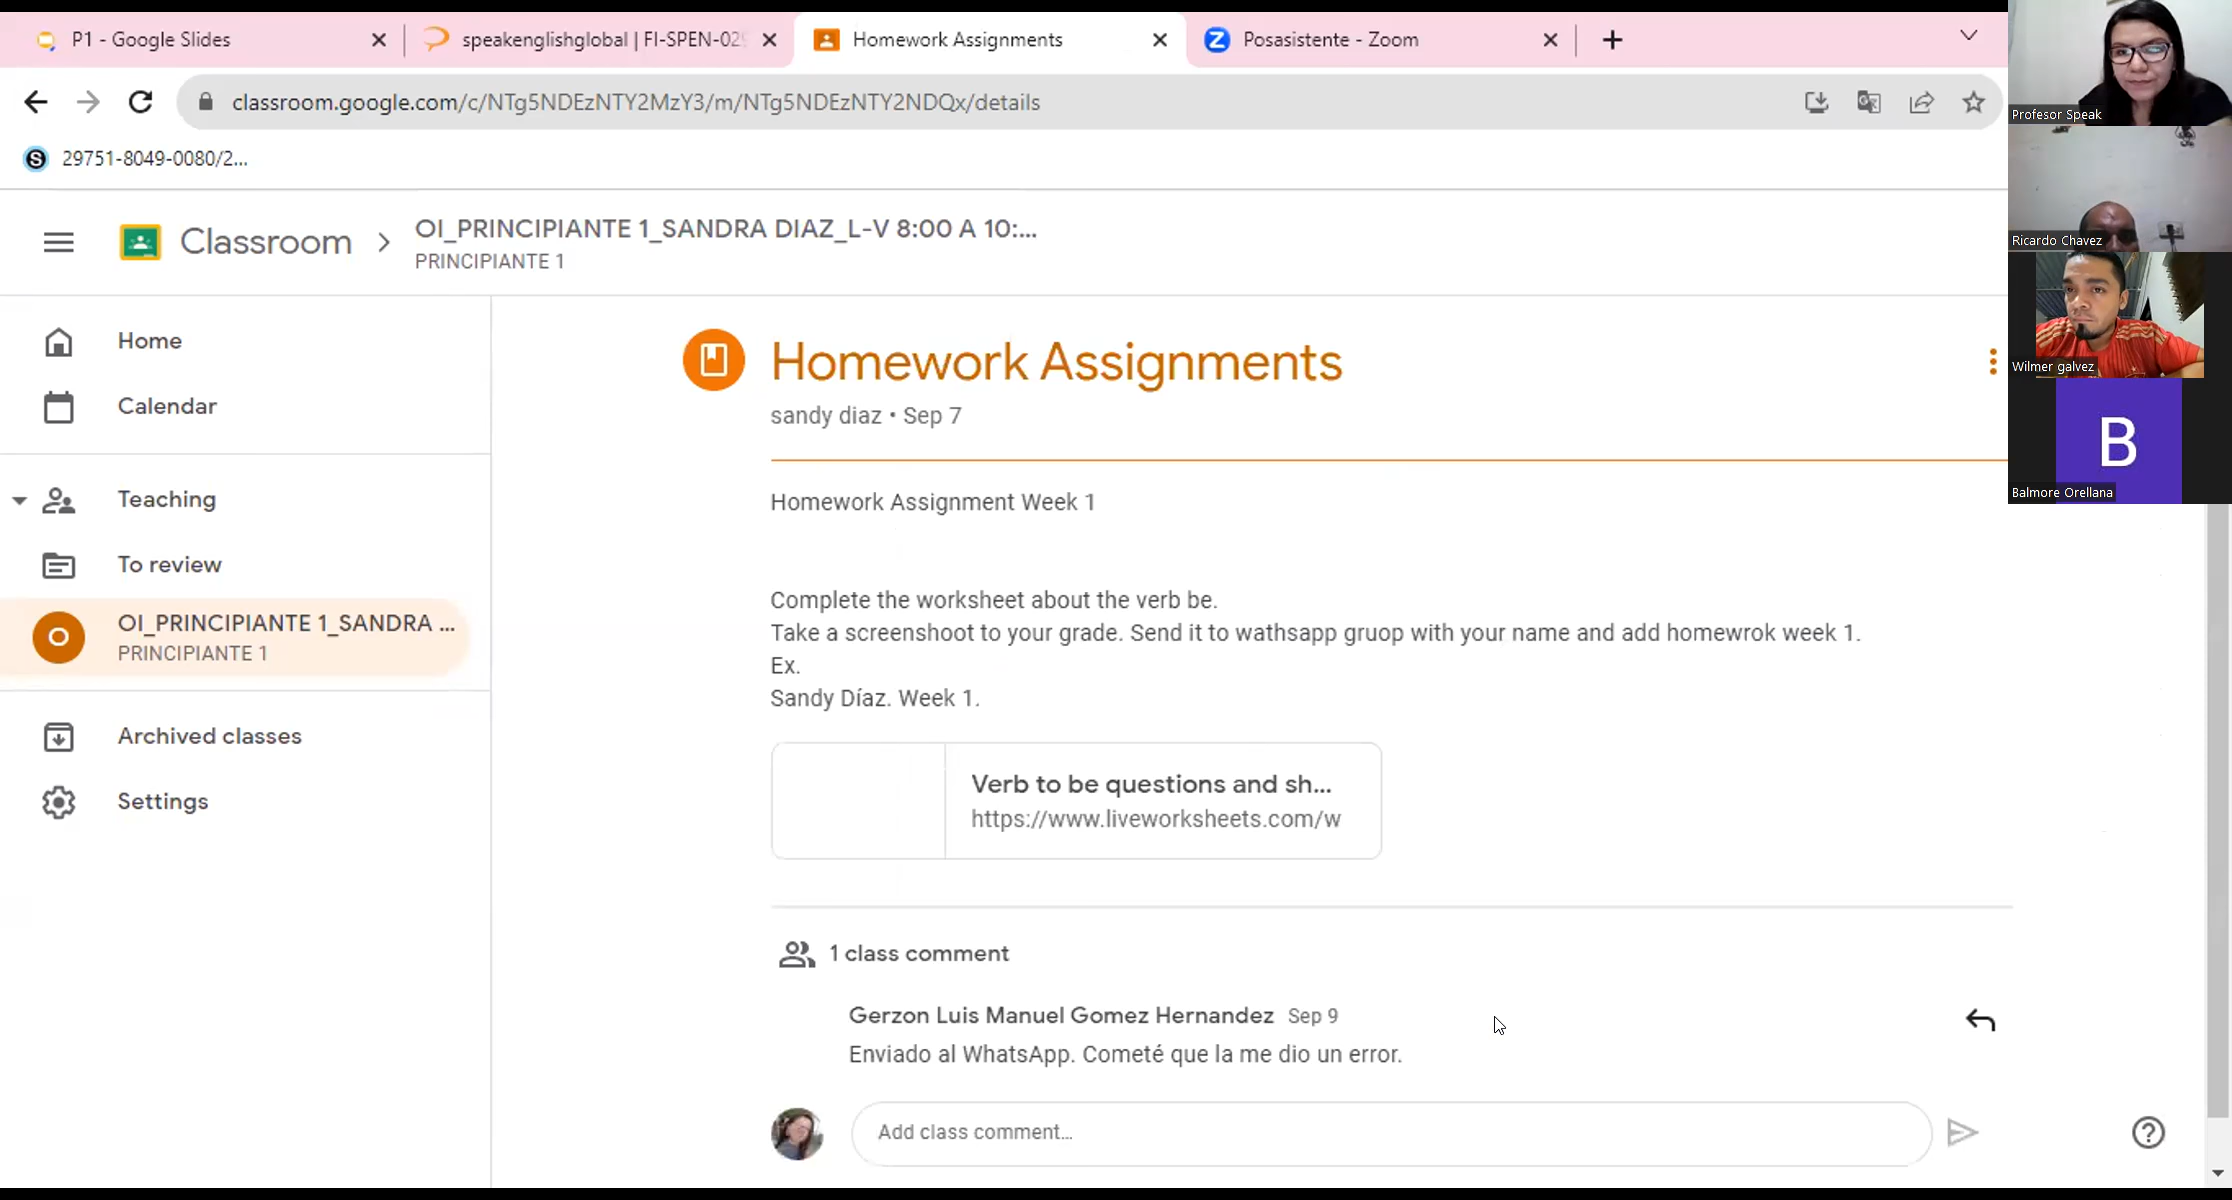 P1 - Google Slides
speakenglishglobal | FI-SPEN-029
Homework Assignments
Posasistente - Zoom
classroom.google.com/c/NTg5NDEzNTY2MzY3/m/NTg5NDEzNTY2NDQx/details
29751-8049-0080/2...
Classroom
OI_PRINCIPIANTE 1_SANDRA DIAZ_L-V 8:00 A 10:...
PRINCIPIANTE 1
Home
Calendar
Teaching
To review
O
OI_PRINCIPIANTE 1_SANDRA ...
PRINCIPIANTE 1
Archived classes
Settings
Homework Assignments
sandy diaz • Sep 7
Homework Assignment Week 1
Complete the worksheet about the verb be.
Take a screenshoot to your grade. Send it to wathsapp gruop with your name and add homewrok week 1.
Ex.
Sandy Díaz. Week 1.
Verb to be questions and sh...
https://www.liveworksheets.com/w
1 class comment
Gerzon Luis Manuel Gomez Hernandez Sep 9
Enviado al WhatsApp. Cometé que la me dio un error.
Add class comment...
Profesor Speak
Ricardo Chavez
Wilmer galvez
B
Balmore Orellana